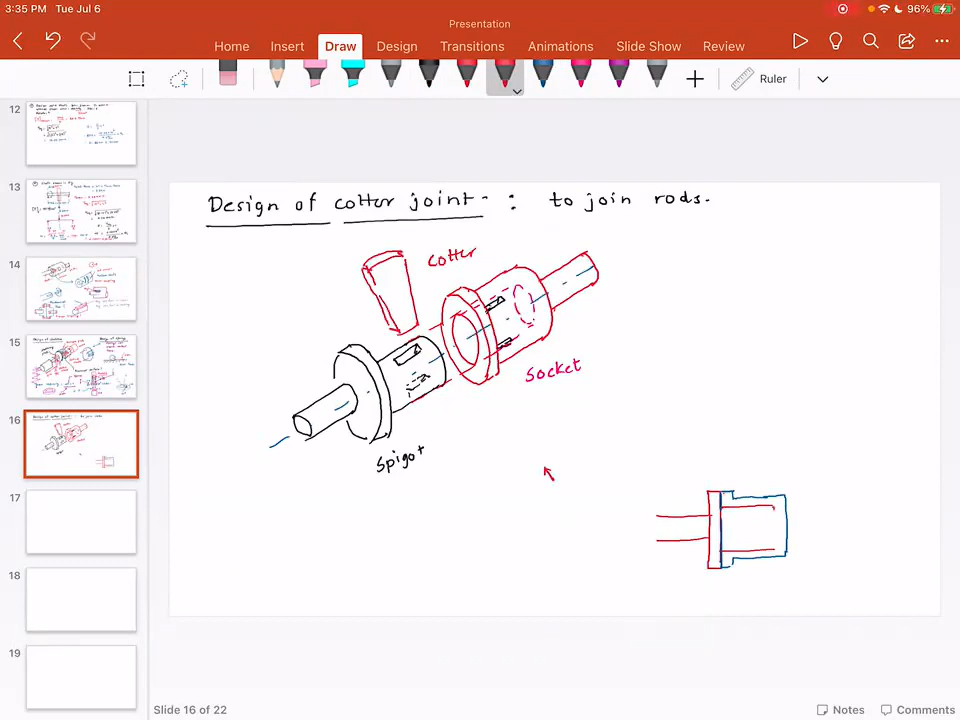 3:35 PM Tue Jul 6
96%
Presentation
Home Insert Draw Design Transitions Animations Slide Show Review
Ruler
12
13
14
15
16
17
18
19
Design of cotter joint : to join rods.
cotter
socket
spigot
Slide 16 of 22
Notes
Comments